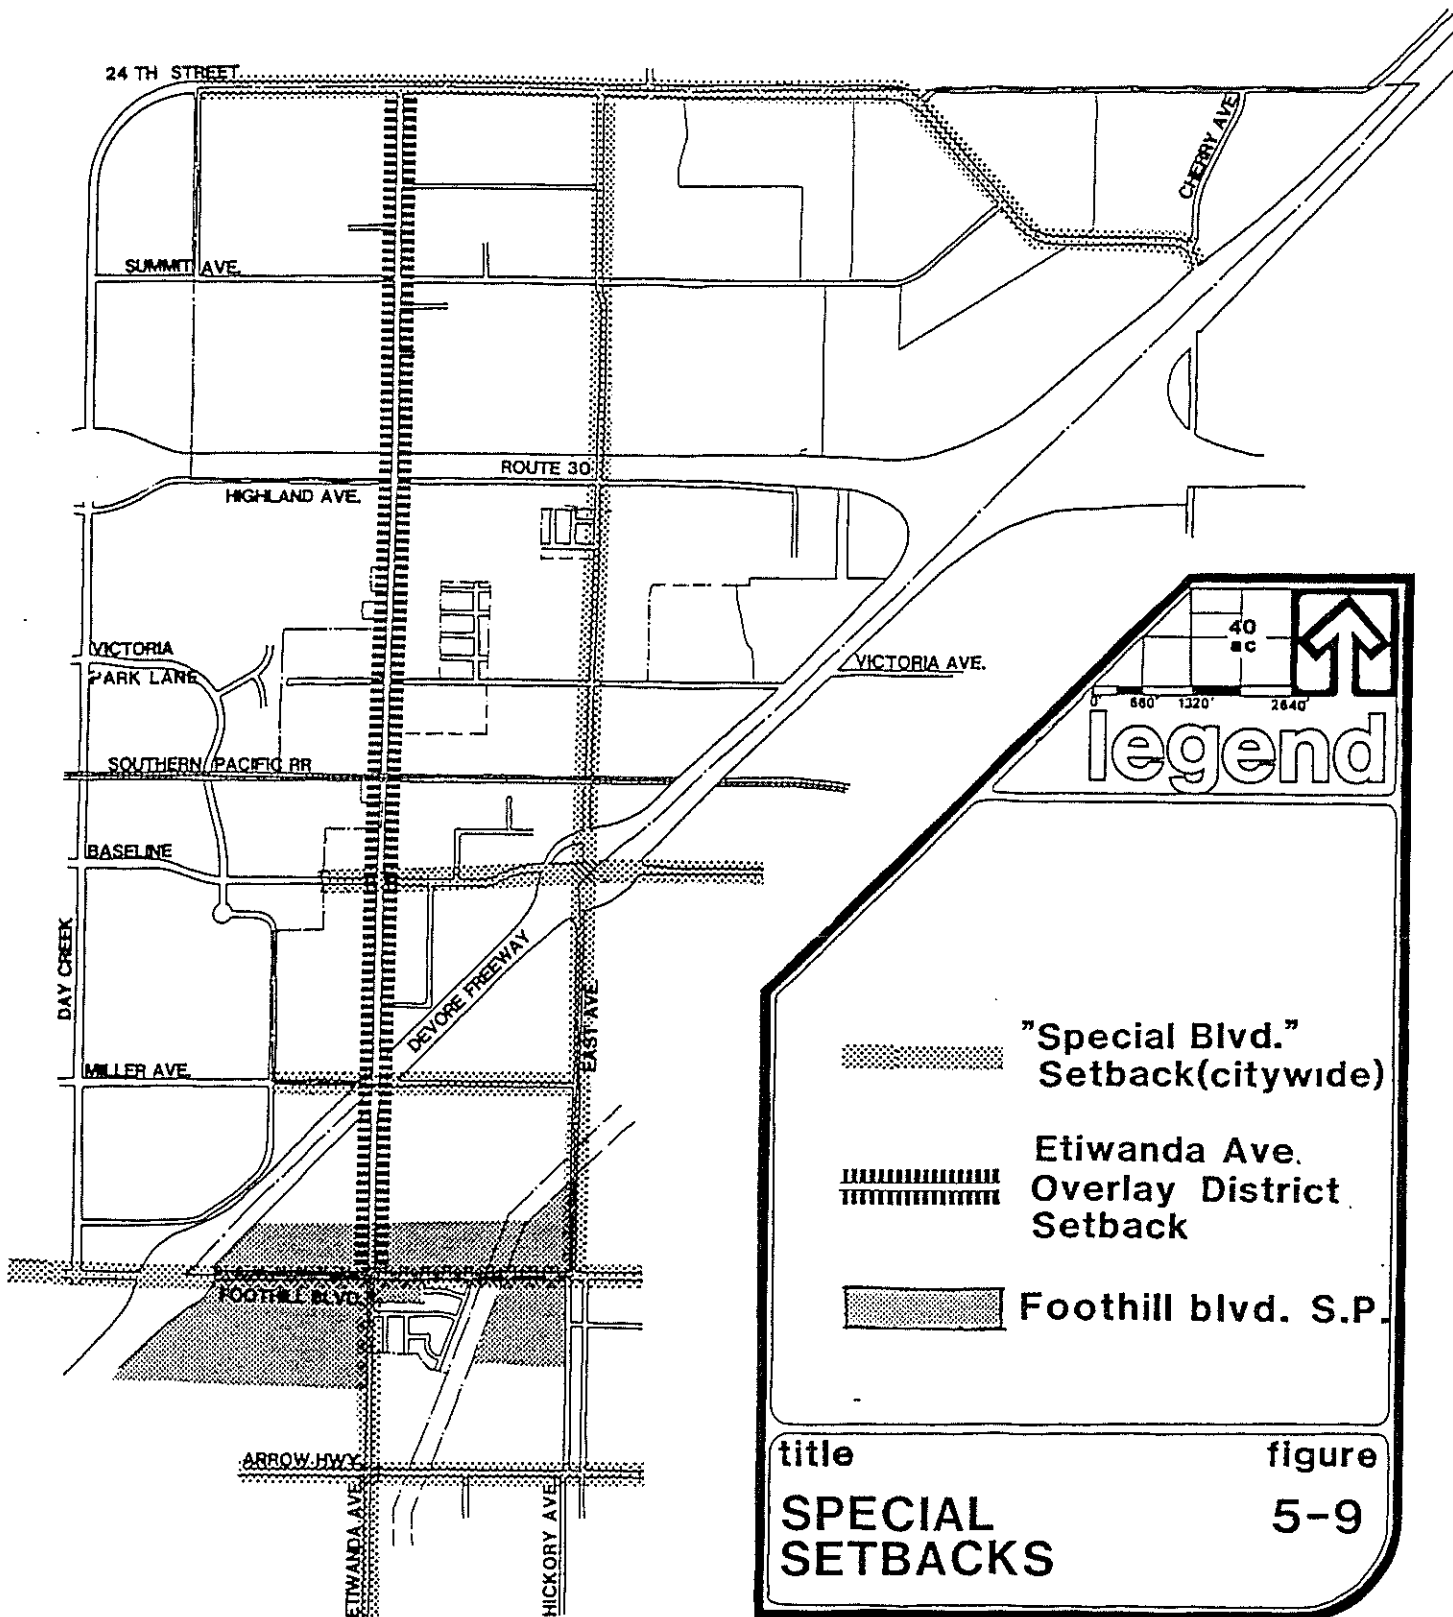 24 TH STREET
CHERRY AVE
SUMMIT AVE.
ROUTE 30
HIGHLAND AVE.
VICTORIA
PARK LANE
VICTORIA AVE.
SOUTHERN PACIFIC RR
BASELINE
DAY CREEK
DEVORE FREEWAY
EAST AVE.
MILLER AVE.
FOOTHILL BLVD.
ARROW HWY.
ETIWANDA AVE
HICKORY AVE
40
ac
0' 660' 1320' 2640'
legend
"Special Blvd."
Setback(citywide)
Etiwanda Ave.
Overlay District
Setback
Foothill blvd. S.P.
title figure
SPECIAL 5-9
SETBACKS